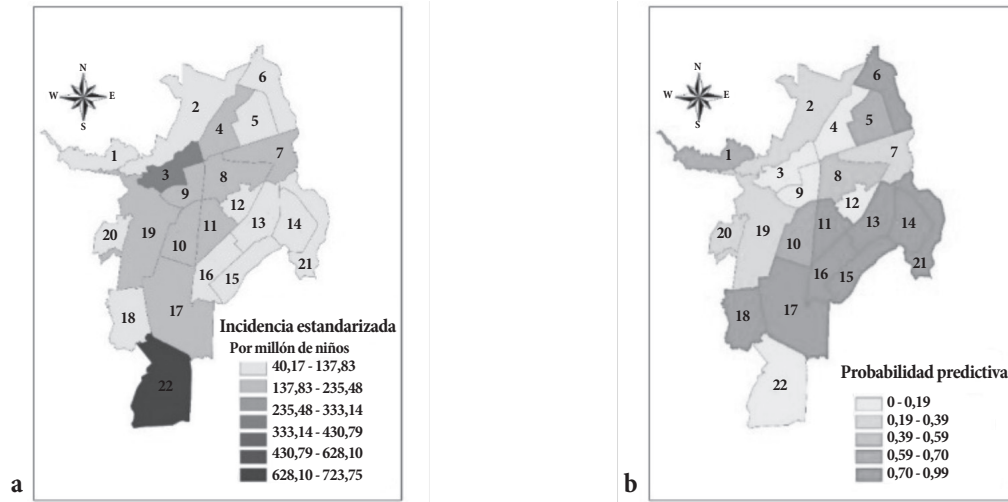 N
W E
S
6
2
5
4
7
1
3
8
9
12
13
14
11
20
19
10
21
16
15
18
17
22
Incidencia estandarizada
Por millón de niños
40,17 - 137,83
137,83 - 235,48
235,48 - 333,14
333,14 - 430,79
430,79 - 628,10
628,10 - 723,75
a
N
W E
S
6
2
5
4
7
1
3
8
9
12
13
14
11
20
19
10
21
16
15
18
17
22
Probabilidad predictiva
0 - 0,19
0,19 - 0,39
0,39 - 0,59
0,59 - 0,70
0,70 - 0,99
b